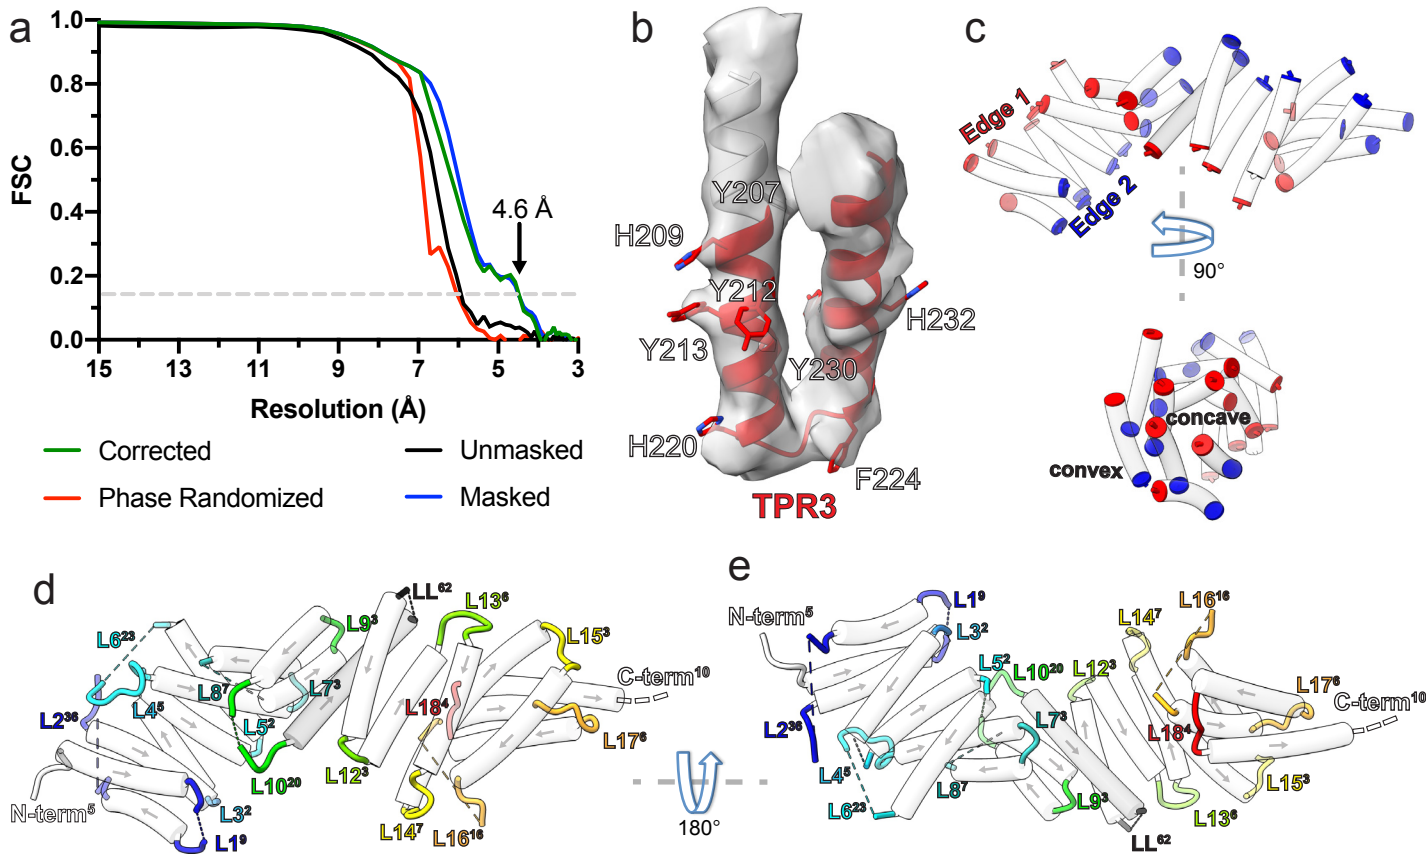 a
1.0
0.8
0.6
0.4
0.2
0.0
FSC
4.6 Å
15
13
11
9
7
5
3
Resolution (Å)
Corrected
Unmasked
Phase Randomized
Masked
b
Y207
H209
Y212
H232
Y213
Y230
H220
F224
TPR3
c
Edge 1
Edge 2
90°
concave
convex
d
LL⁶²
L13⁶
L9³
L6²³
L15³
C-term¹⁰
L8⁷
L7³
L18⁴
L2³⁶
L4⁵
L5²
L17⁶
L10²⁰
L12³
N-term⁵
L3²
L14⁷
L16¹⁶
L1⁹
180°
e
L1⁹
L16¹⁶
N-term⁵
L14⁷
L3²
L5²
L10²⁰
L12³
L17⁶
C-term¹⁰
L2³⁶
L7³
L18⁴
L4⁵
L8⁷
L15³
L6²³
L9³
L13⁶
LL⁶²